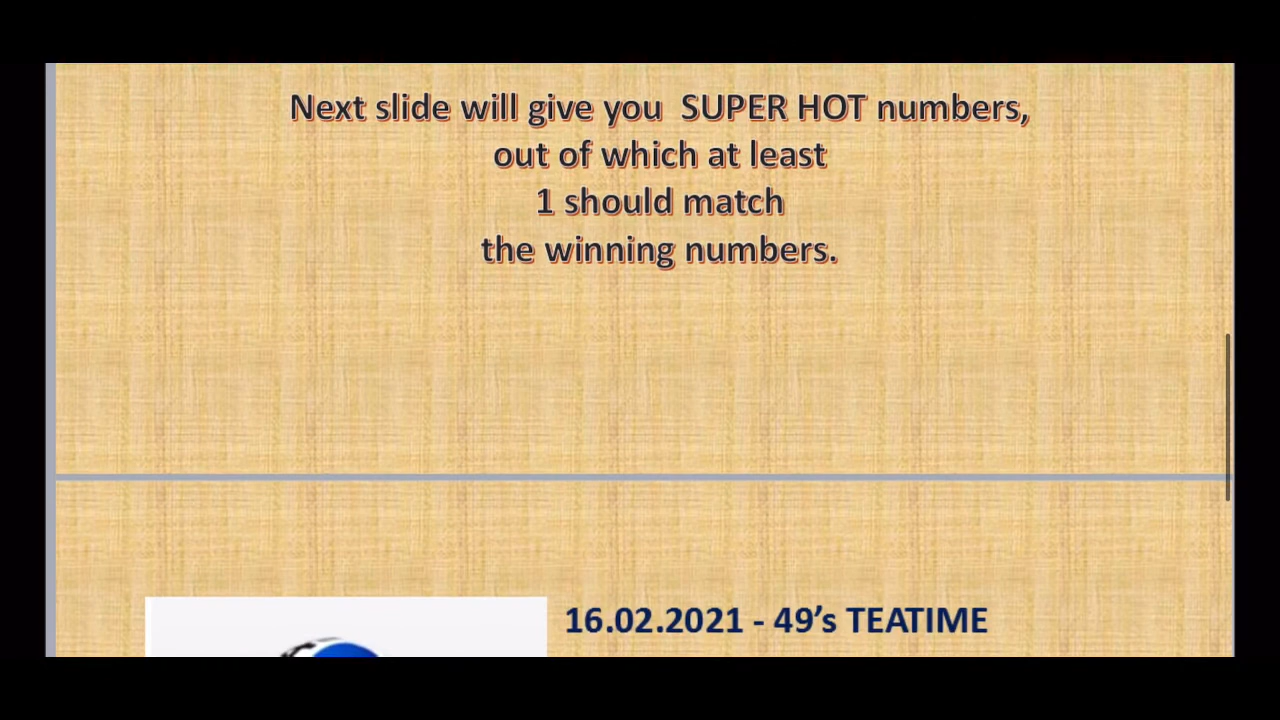 Next slide will give you SUPER HOT numbers,
out of which at least
1 should match
the winning numbers.
16.02.2021 - 49’s TEATIME